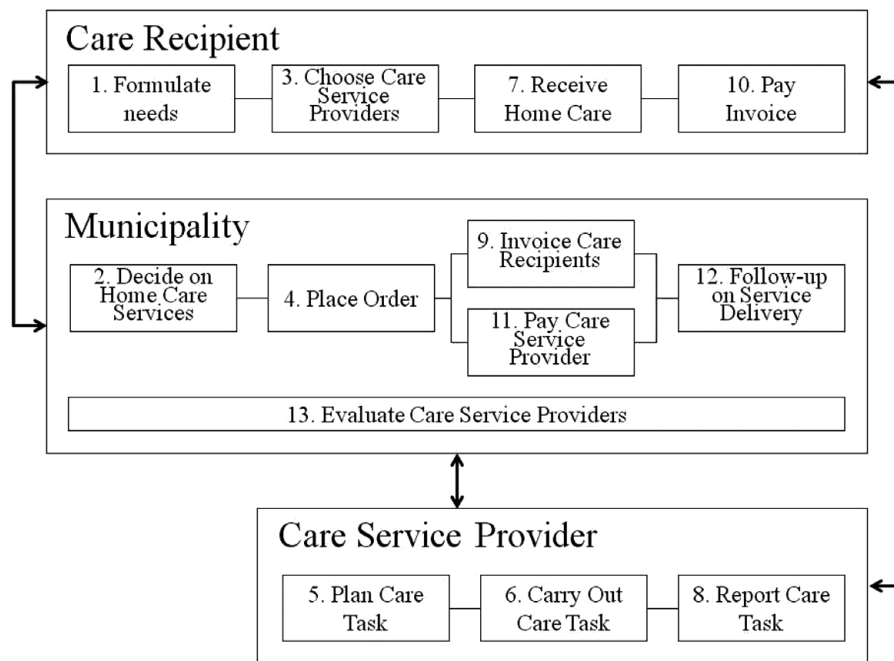 Care Recipient
1. Formulate
needs
3. Choose Care
Service
Providers
7. Receive
Home Care
10. Pay
Invoice
Municipality
2. Decide on
Home Care
Services
4. Place Order
9. Invoice Care
Recipients
11. Pay Care
Service
Provider
12. Follow-up
on Service
Delivery
13. Evaluate Care Service Providers
Care Service Provider
5. Plan Care
Task
6. Carry Out
Care Task
8. Report Care
Task